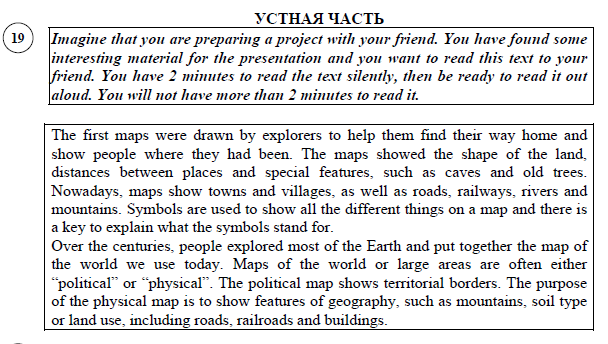 УСТНАЯ ЧАСТЬ
19
Imagine that you are preparing a project with your friend. You have found some
interesting material for the presentation and you want to read this text to your
friend. You have 2 minutes to read the text silently, then be ready to read it out
aloud. You will not have more than 2 minutes to read it.
The first maps were drawn by explorers to help them find their way home and
show people where they had been. The maps showed the shape of the land,
distances between places and special features, such as caves and old trees.
Nowadays, maps show towns and villages, as well as roads, railways, rivers and
mountains. Symbols are used to show all the different things on a map and there is
a key to explain what the symbols stand for.
Over the centuries, people explored most of the Earth and put together the map of
the world we use today. Maps of the world or large areas are often either
“political” or “physical”. The political map shows territorial borders. The purpose
of the physical map is to show features of geography, such as mountains, soil type
or land use, including roads, railroads and buildings.